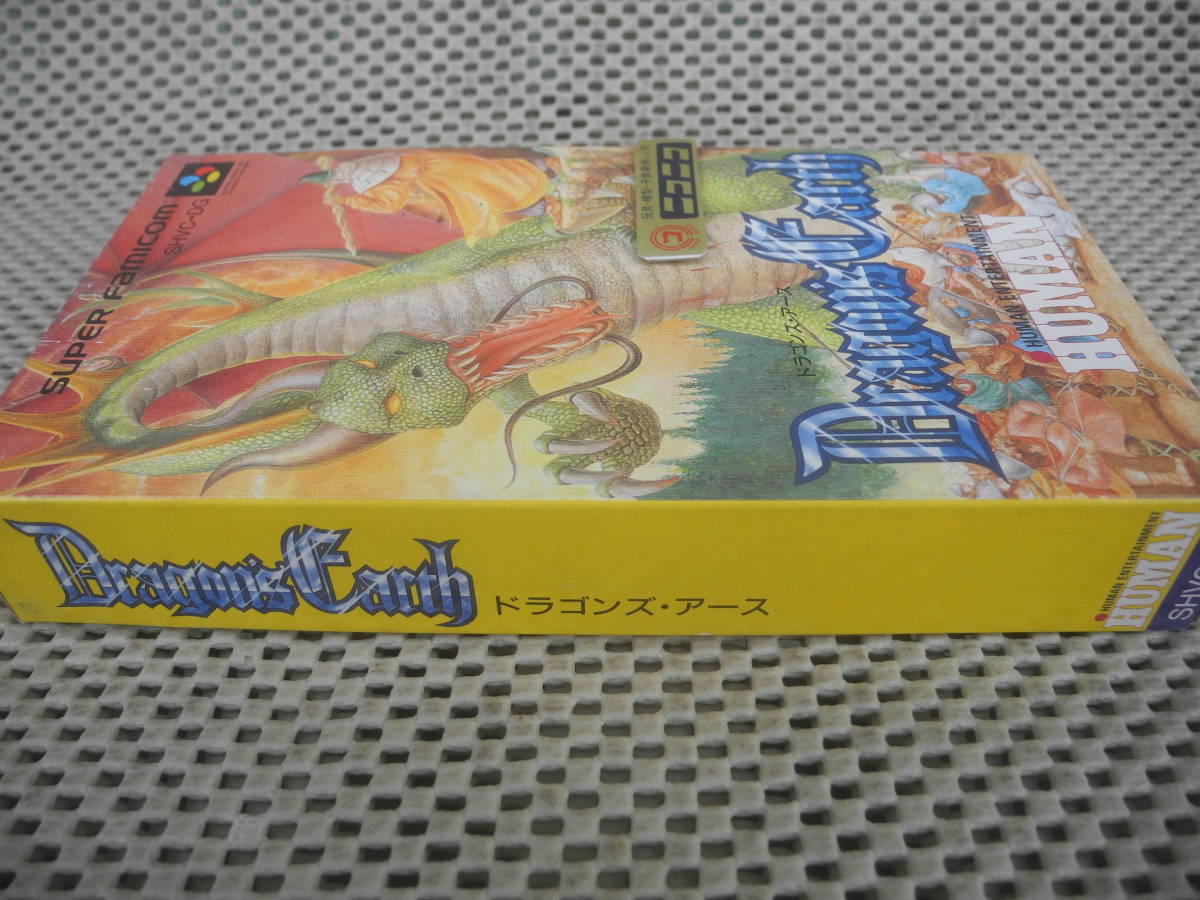 SUPER FAMICOM
SHVC-DG
コ
Dragon's Earth
ドラゴンズ・アース
HUMAN ENTERTAINMENT
HUMAN
Dragon's Earth
ドラゴンズ・アース
HUMAN ENTERTAINMENT
HUMAN
SHVC